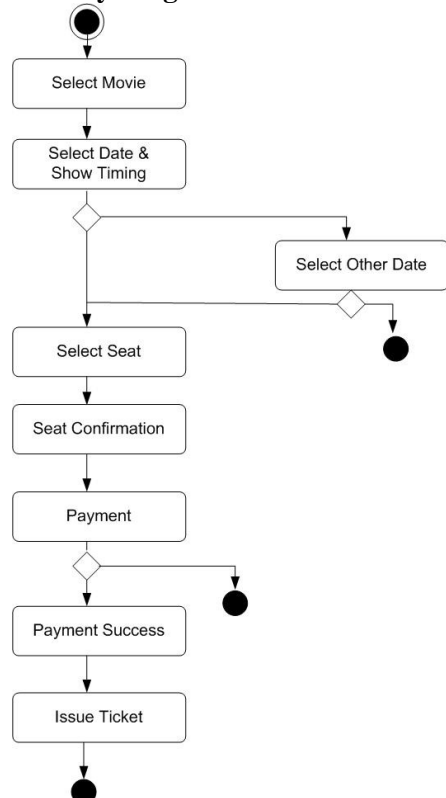 Select Movie
Select Date &
Show Timing
Select Other Date
Select Seat
Seat Confirmation
Payment
Payment Success
Issue Ticket